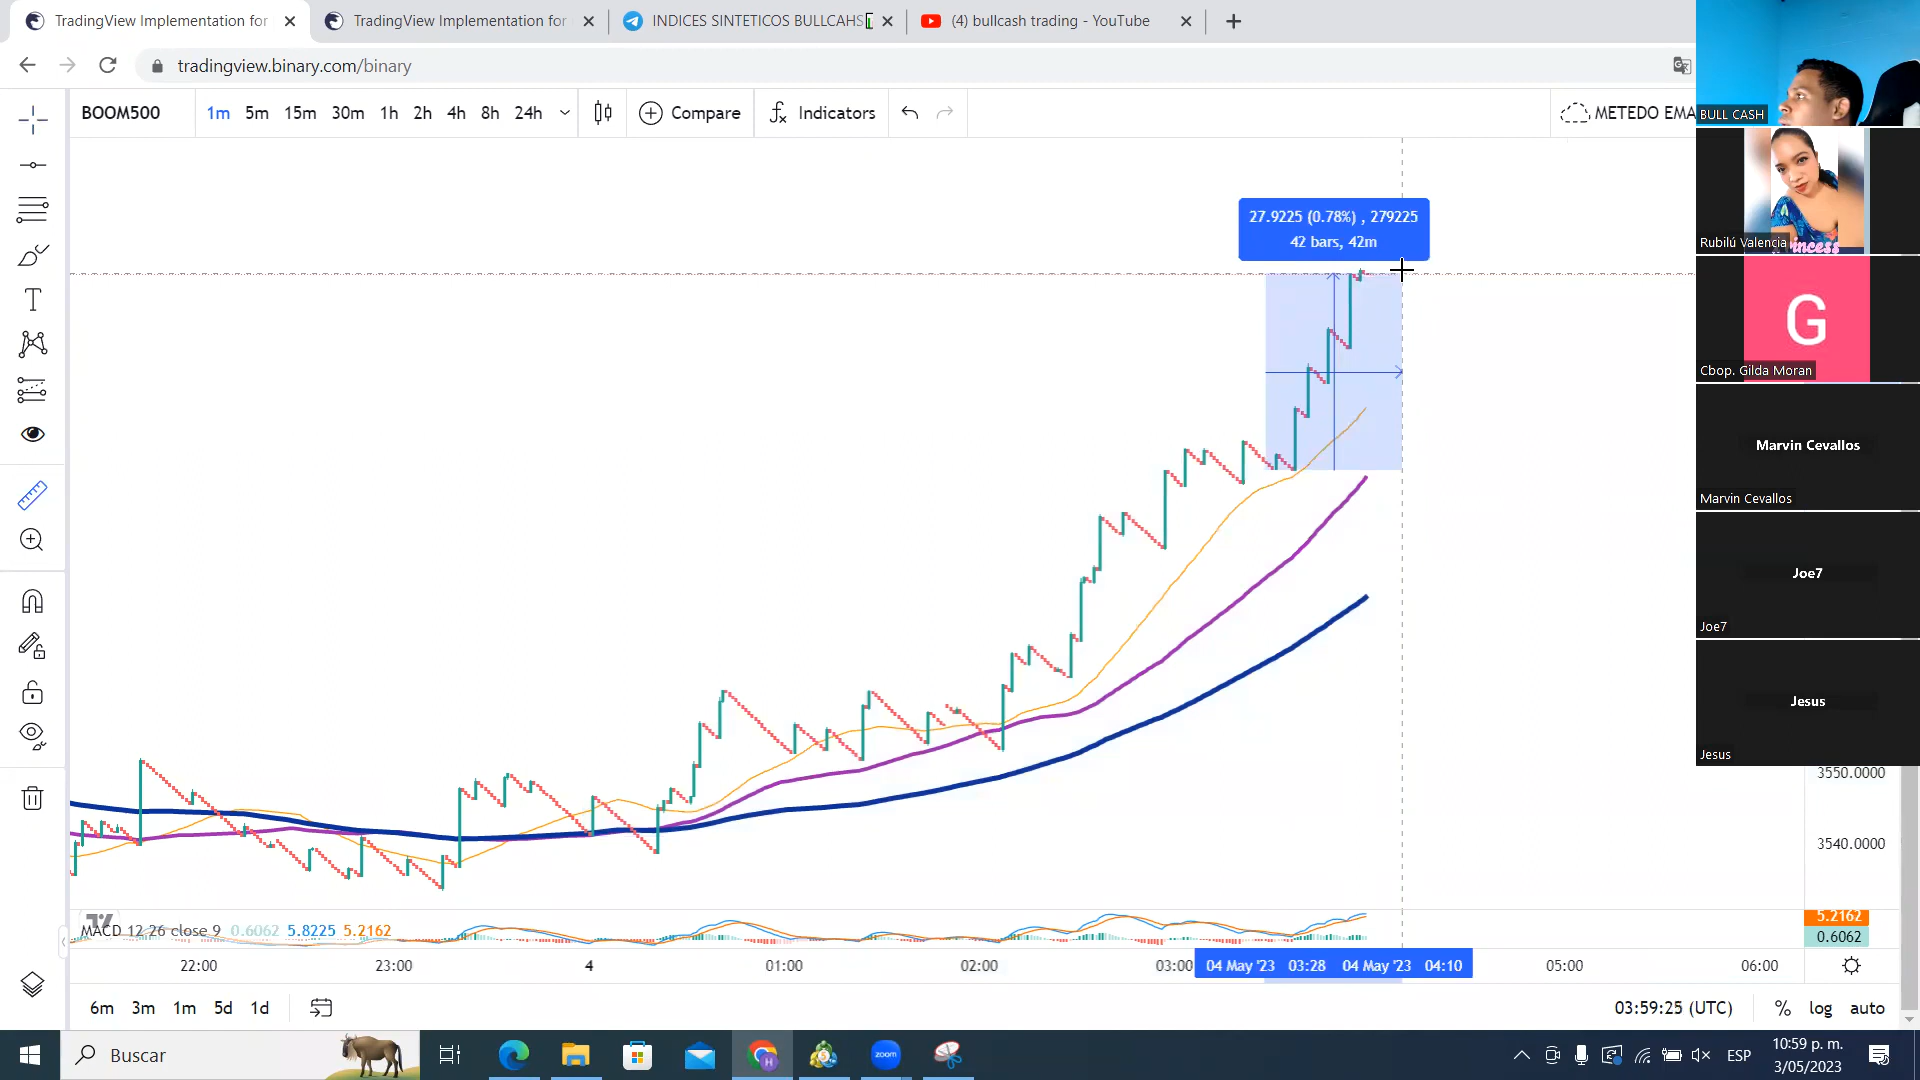 TradingView Implementation for
TradingView Implementation for
INDICES SINTETICOS BULLCAHS
(4) bullcash trading - YouTube
tradingview.binary.com/binary
BOOM500
1m 5m 15m 30m 1h 2h 4h 8h 24h
Compare
Indicators
METEDO EMA
BULL CASH
Rubilú Valencia
incess
G
Cbop. Gilda Moran
Marvin Cevallos
Marvin Cevallos
Joe7
Joe7
Jesus
Jesus
27.9225 (0.78%) , 279225
42 bars, 42m
3550.0000
3540.0000
5.2162
0.6062
MACD 12 26 close 9 0.6062 5.8225 5.2162
22:00 23:00 4 01:00 02:00 03:00 04 May '23 03:28 04 May '23 04:10 05:00 06:00
6m 3m 1m 5d 1d
03:59:25 (UTC) % log auto
Buscar
zoom
ESP
10:59 p. m.
3/05/2023